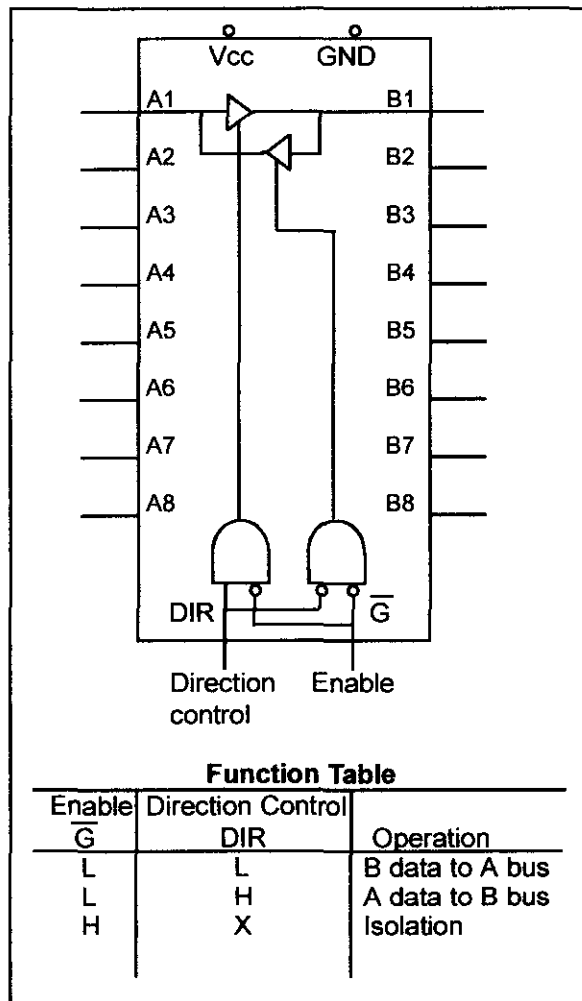 Vcc GND
A1 B1
A2 B2
A3 B3
A4 B4
A5 B5
A6 B6
A7 B7
A8 B8
DIR G̅
Direction Enable
control
Function Table
Enable Direction Control
G̅ DIR Operation
L L B data to A bus
L H A data to B bus
H X Isolation